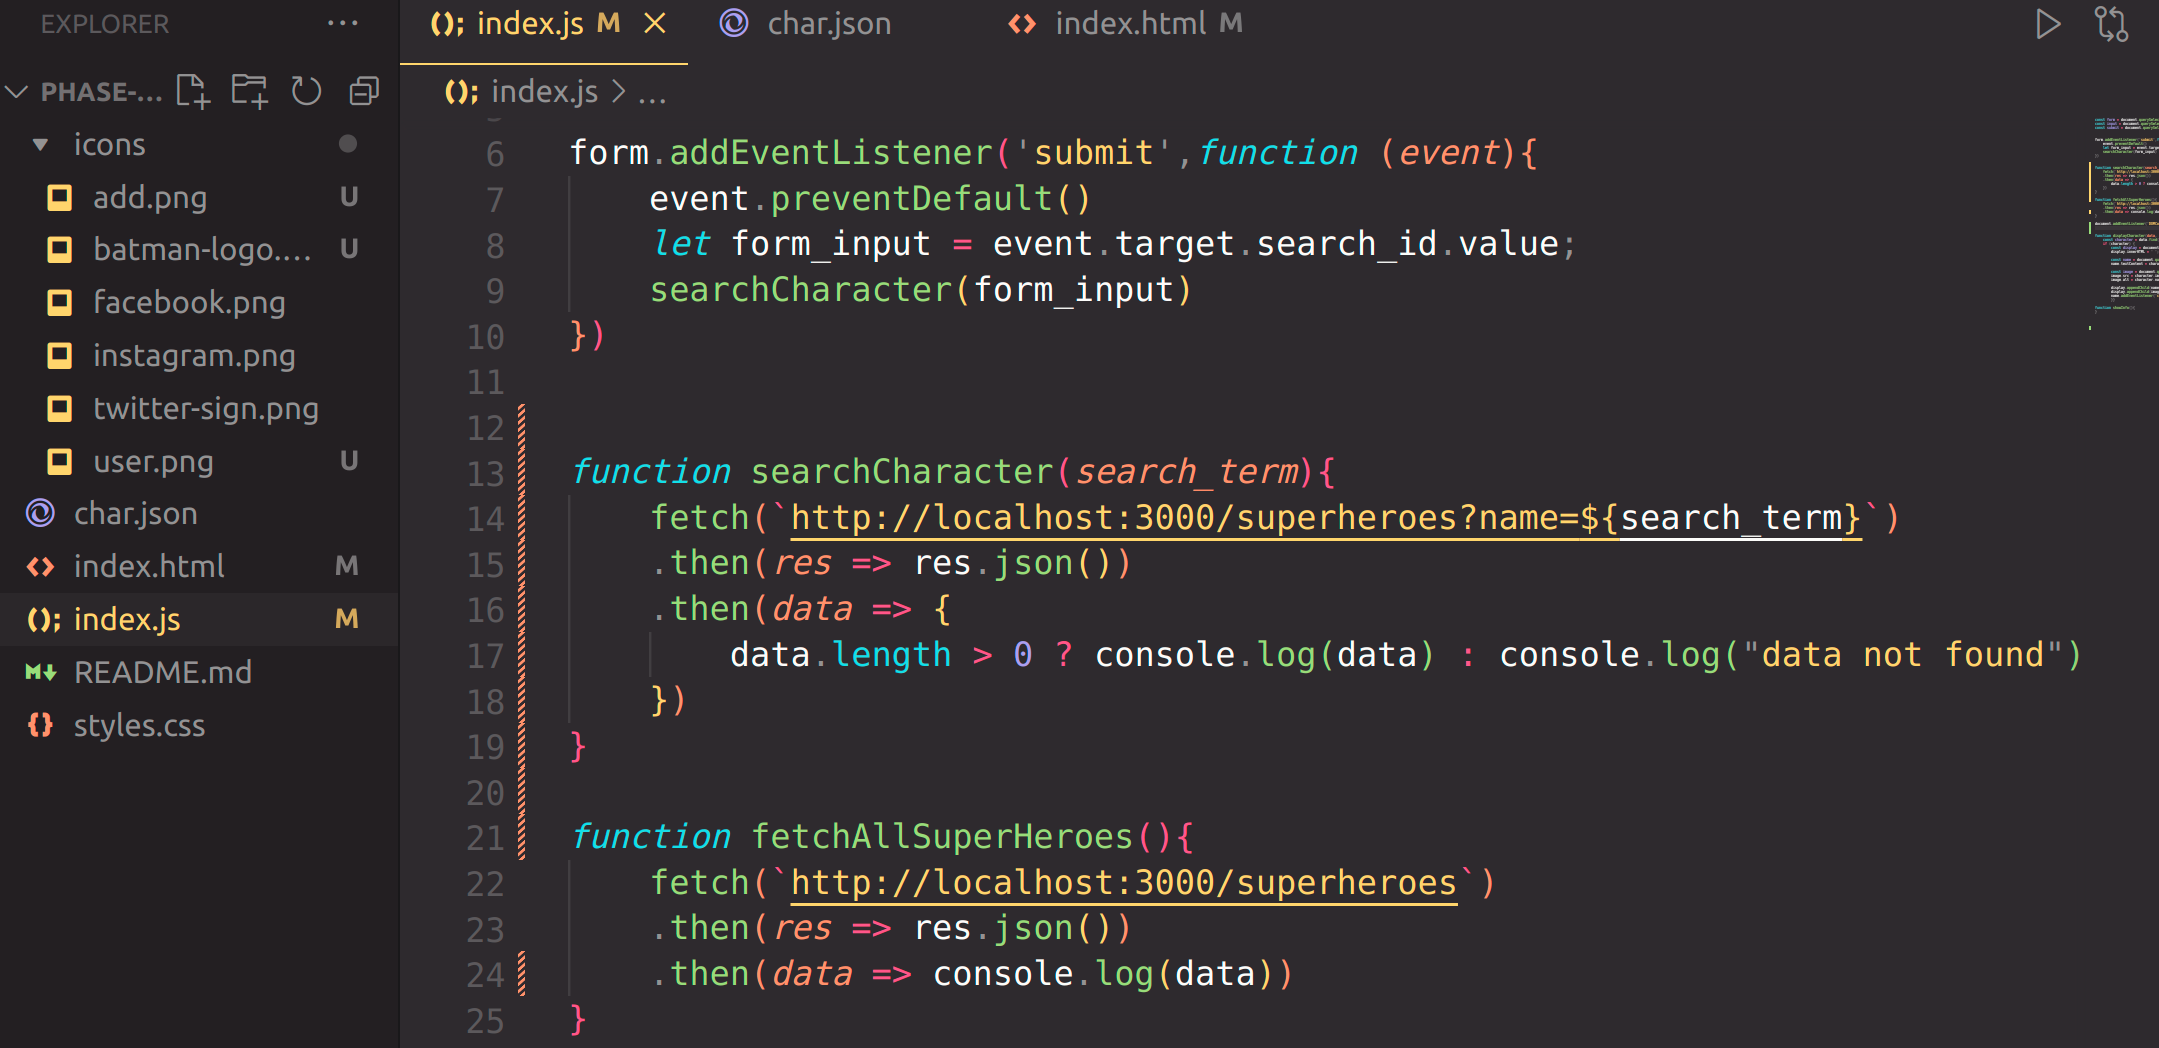 EXPLORER ...
PHASE-...
icons
add.png U
batman-logo.... U
facebook.png
instagram.png
twitter-sign.png
user.png U
char.json
index.html M
index.js M
README.md
styles.css
index.js M
char.json
index.html M
index.js > ...
6 form.addEventListener('submit',function (event){
7 event.preventDefault()
8 let form_input = event.target.search_id.value;
9 searchCharacter(form_input)
10 })
11
12
13 function searchCharacter(search_term){
14 fetch(`http://localhost:3000/superheroes?name=${search_term}`)
15 .then(res => res.json())
16 .then(data => {
17 data.length > 0 ? console.log(data) : console.log("data not found")
18 })
19 }
20
21 function fetchAllSuperHeroes(){
22 fetch(`http://localhost:3000/superheroes`)
23 .then(res => res.json())
24 .then(data => console.log(data))
25 }